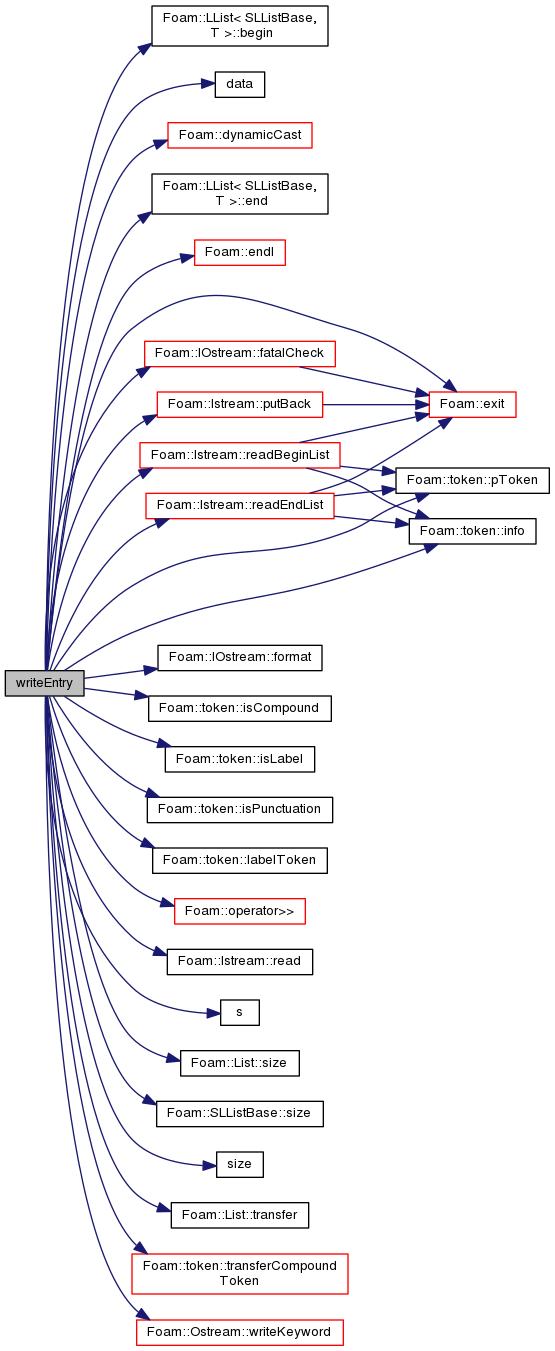 Foam::LList< SLListBase,
T >::begin
data
Foam::dynamicCast
Foam::LList< SLListBase,
T >::end
Foam::endl
Foam::IOstream::fatalCheck
Foam::exit
Foam::Istream::putBack
Foam::Istream::readBeginList
Foam::token::pToken
Foam::Istream::readEndList
Foam::token::info
Foam::IOstream::format
writeEntry
Foam::token::isCompound
Foam::token::isLabel
Foam::token::isPunctuation
Foam::token::labelToken
Foam::operator>>
Foam::Istream::read
s
Foam::List::size
Foam::SLListBase::size
size
Foam::List::transfer
Foam::token::transferCompound
Token
Foam::Ostream::writeKeyword